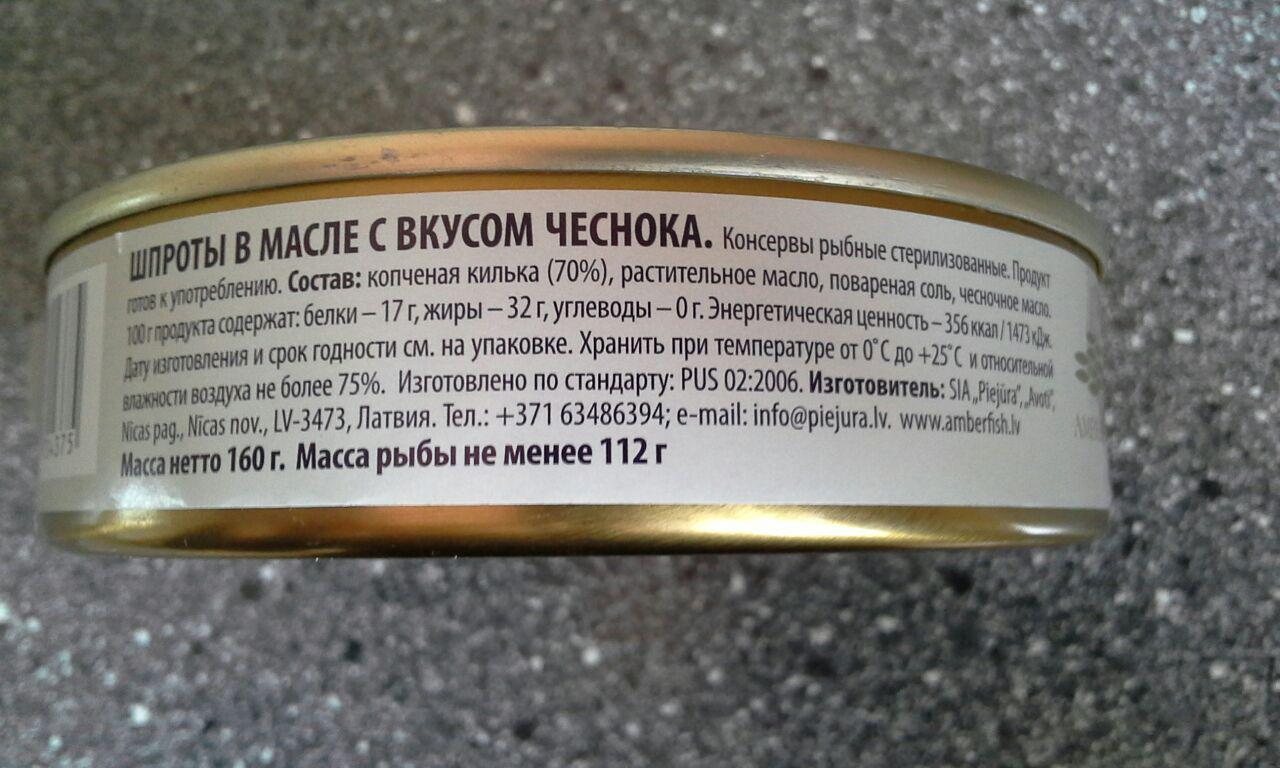 ШПРОТЫ В МАСЛЕ С ВКУСОМ ЧЕСНОКА. Консервы рыбные стерилизованные. Продукт
готов к употреблению. Состав: копченая килька (70%), растительное масло, повареная соль, чесночное масло.
100 г продукта содержат: белки – 17 г, жиры – 32 г, углеводы – 0 г. Энергетическая ценность – 356 ккал / 1473 кДж.
Дату изготовления и срок годности см. на упаковке. Хранить при температуре от 0˚C до +25˚C и относительной
влажности воздуха не более 75%. Изготовлено по стандарту: PUS 02:2006. Изготовитель: SIA „Piejūra”, „Avoti”,
Nīcas pag., Nīcas nov., LV-3473, Латвия. Тел.: +371 63486394; e-mail: info@piejura.lv. www.amberfish.lv
Масса нетто 160 г. Масса рыбы не менее 112 г